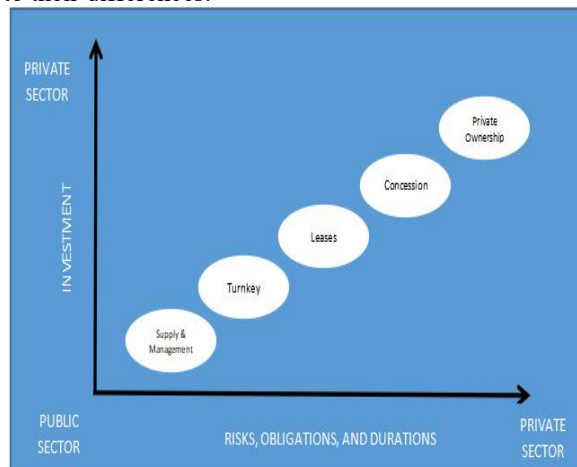 PRIVATE
SECTOR
Private
Ownership
Concession
INVESTMENT
Leases
Turnkey
Supply &
Management
PUBLIC
SECTOR
RISKS, OBLIGATIONS, AND DURATIONS
PRIVATE
SECTOR